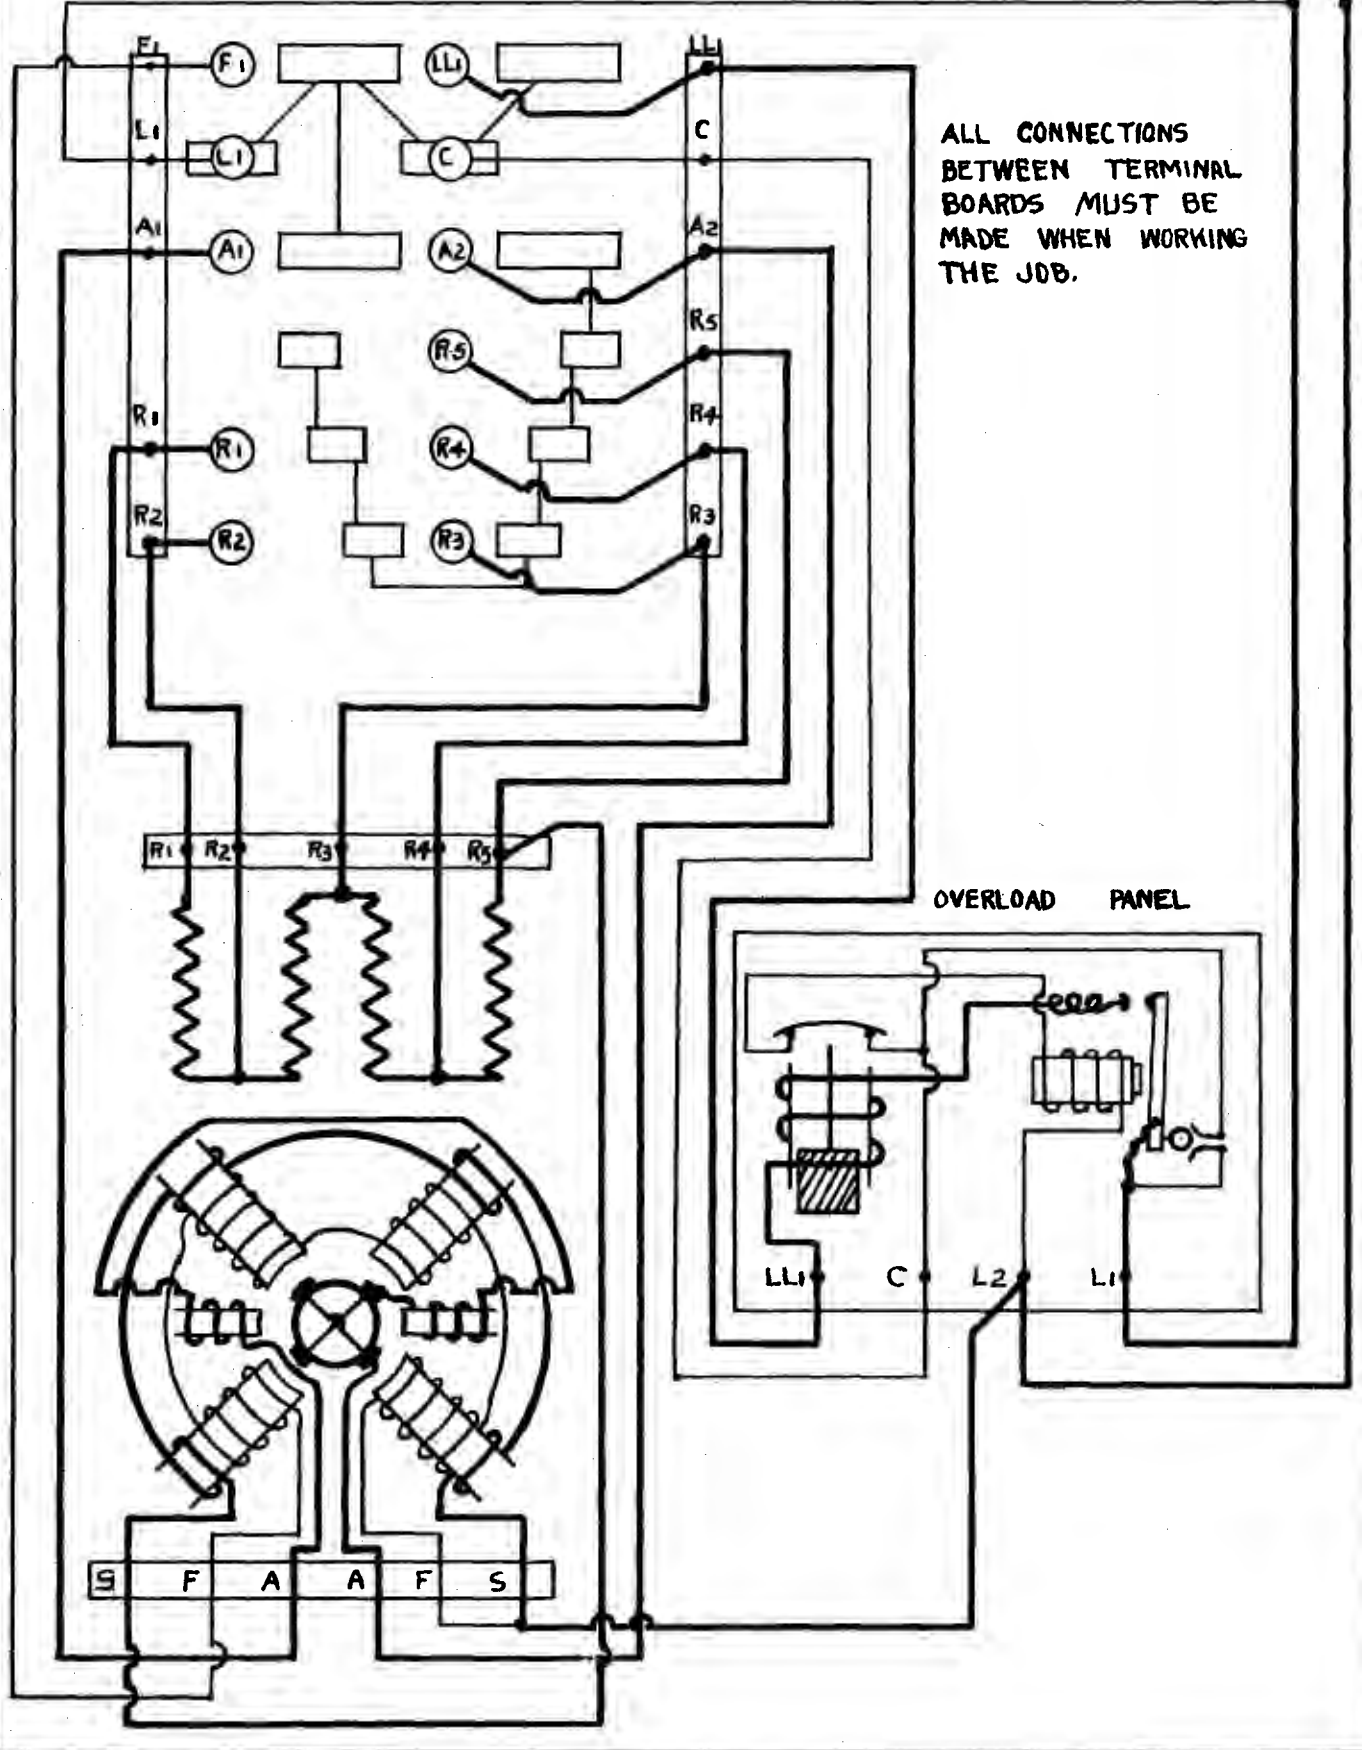 F1
F1
LL1
LL1
L1
L1
C
C
A1
A1
A2
A2
R5
R5
R1
R1
R4
R4
R2
R2
R3
R3
ALL CONNECTIONS
BETWEEN TERMINAL
BOARDS MUST BE
MADE WHEN WORKING
THE JOB.
R1 R2 R3 R4 R5
OVERLOAD PANEL
LL1 C L2 L1
S F A A F S